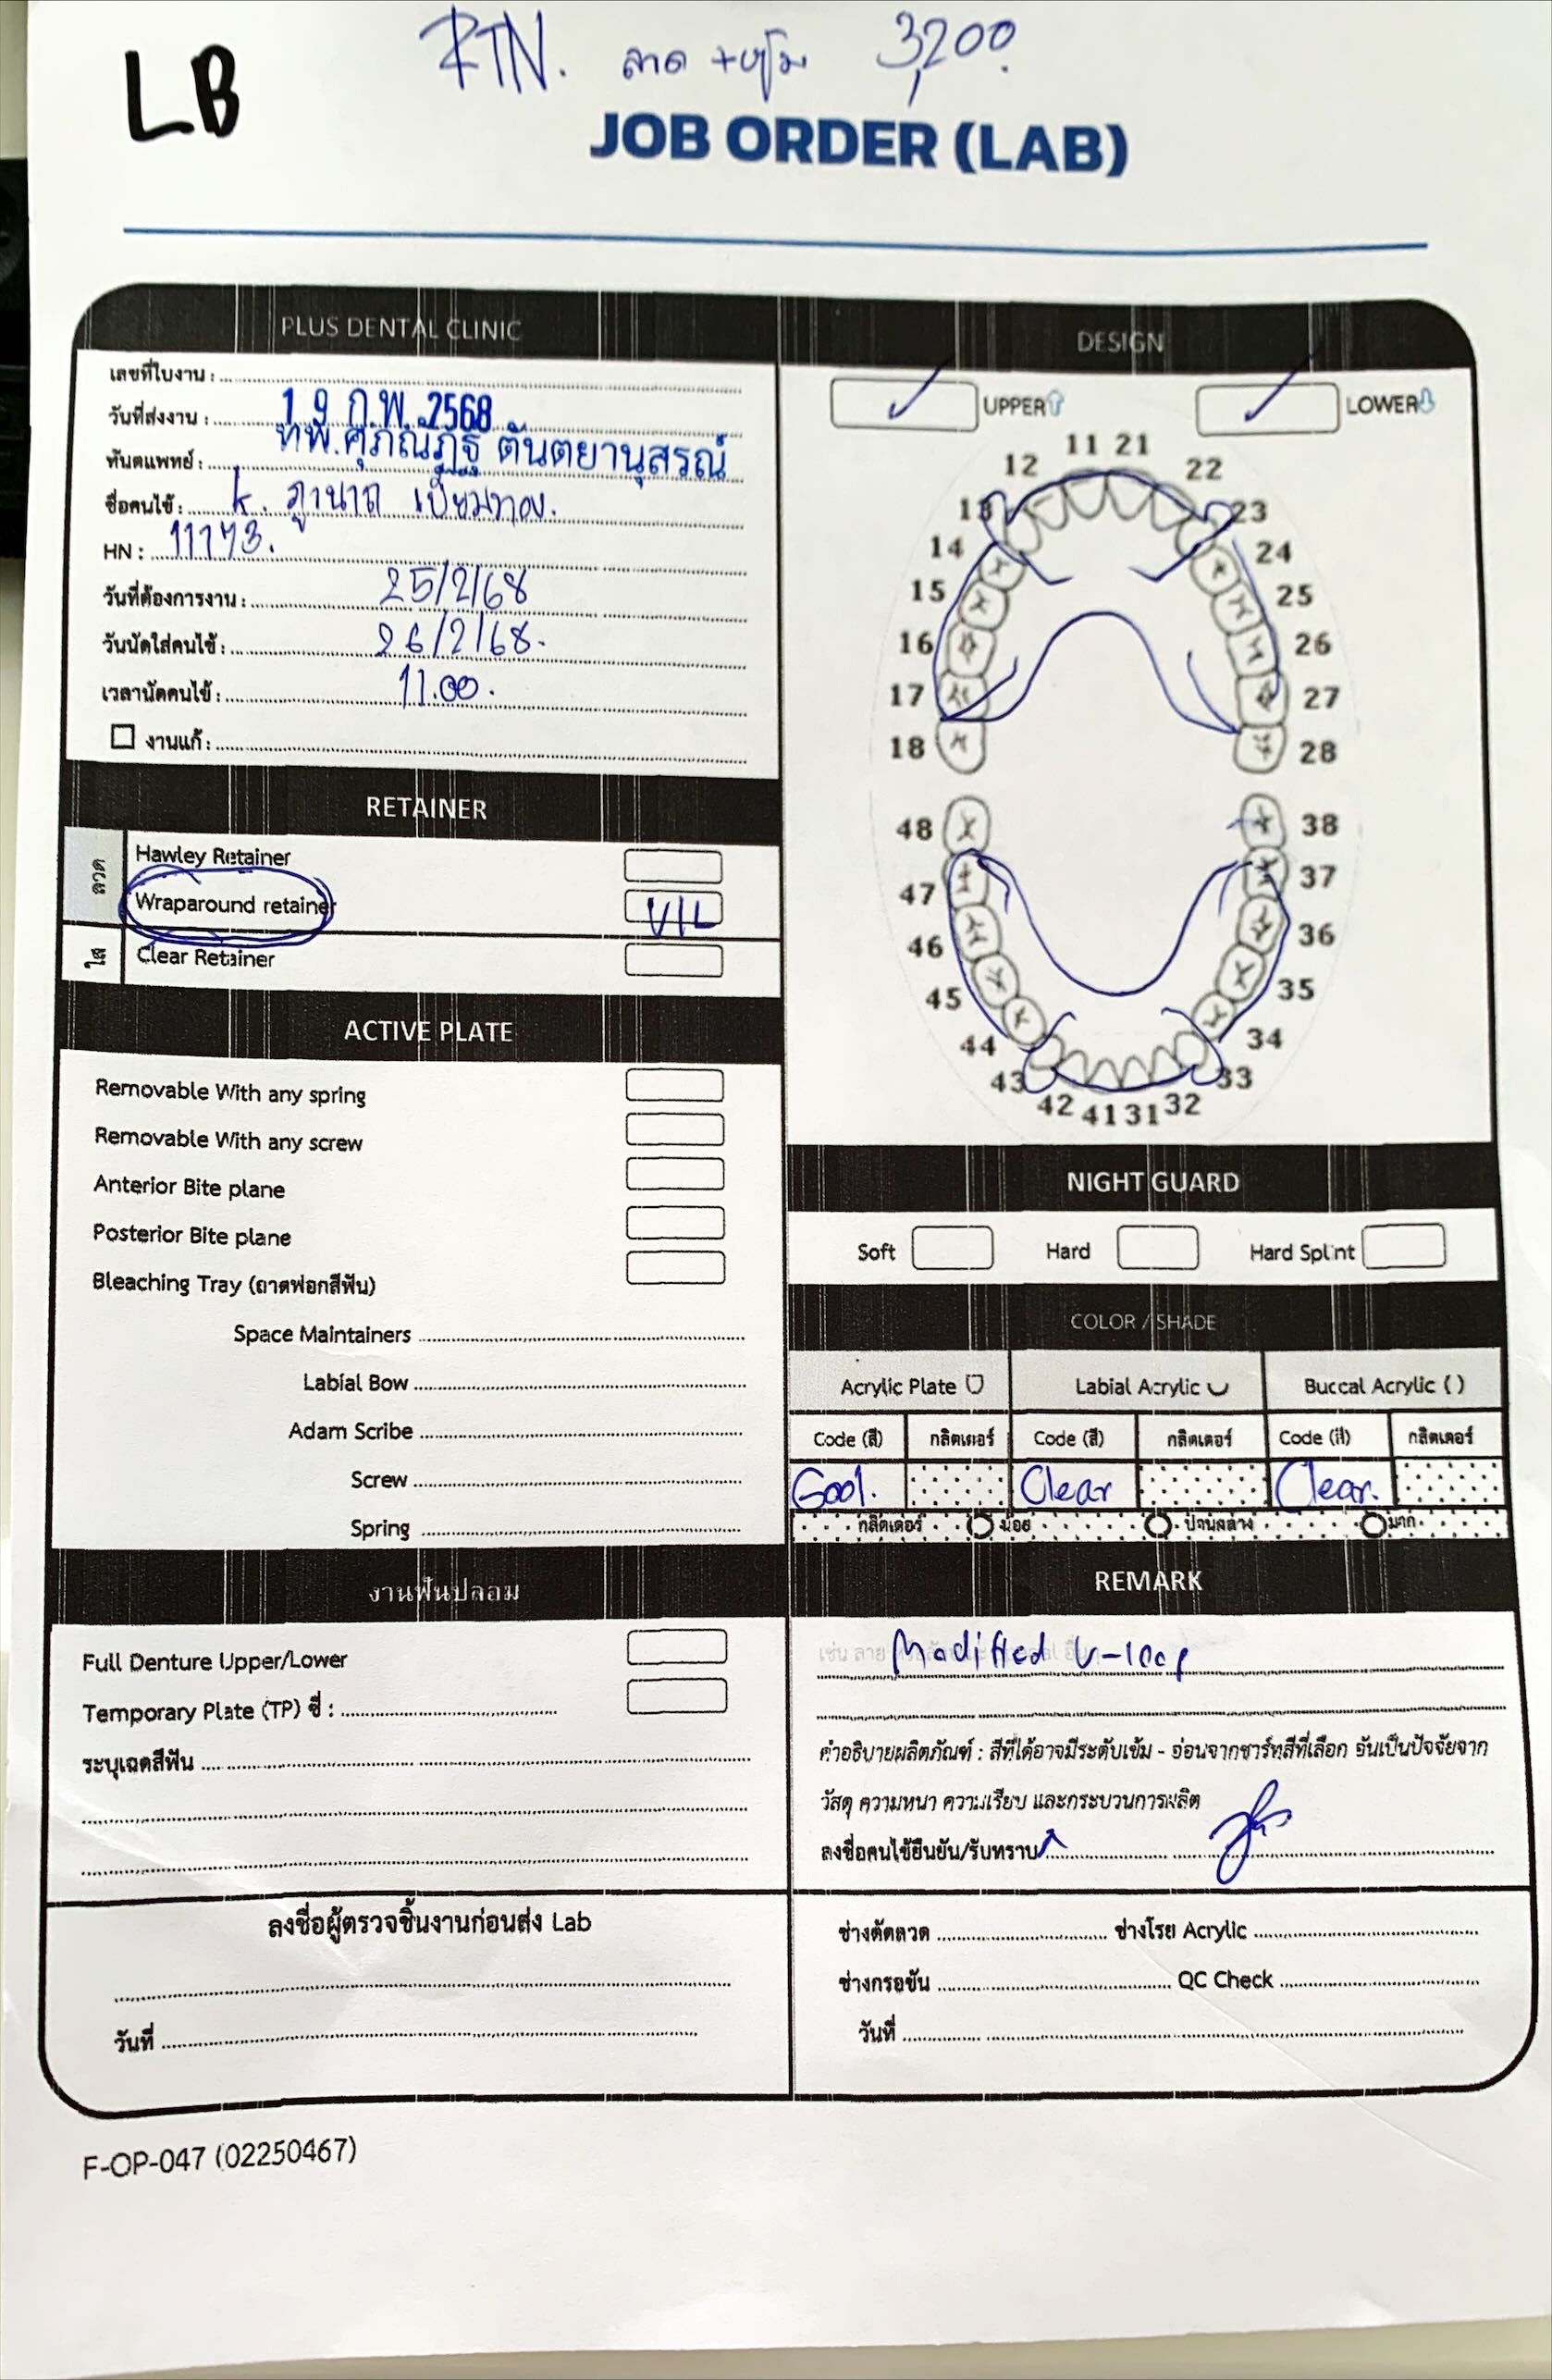 LB
RTN. ลวด 3,200
JOB ORDER (LAB)
PLUS DENTAL CLINIC
เลขที่ใบงาน :
วันที่ส่งงาน : 19 ก.พ. 2568
ทันตแพทย์ : ทพ.ศุภณัฏฐ์ ตันตยานุสรณ์
ชื่อคนไข้ : k. ภูนาถ เปี่ยมทอง.
HN : 11173.
วันที่ต้องการงาน : 25/2/68
วันนัดใส่คนไข้ : 26/2/68.
เวลานัดคนไข้ : 11.00.
งานแก้ :
DESIGN
UPPER
LOWER
11 21
12 22
13 23
14 24
15 25
16 26
17 27
18 28
48 38
47 37
46 36
45 35
44 34
43 33
42 41 31 32
RETAINER
ลวด
Hawley Retainer
Wraparound retainer U/L
ใส
Clear Retainer
ACTIVE PLATE
Removable With any spring
Removable With any screw
Anterior Bite plane
Posterior Bite plane
Bleaching Tray (ถาดฟอกสีฟัน)
Space Maintainers
Labial Bow
Adam Scribe
Screw
Spring
NIGHT GUARD
Soft Hard Hard Splint
COLOR / SHADE
Acrylic Plate Labial Acrylic Buccal Acrylic ( )
Code (สี) กลิตเตอร์ Code (สี) กลิตเตอร์ Code (สี) กลิตเตอร์
G001. Clear Clear.
กลิตเตอร์ น้อย ปานกลาง มาก
งานฟันปลอม
Full Denture Upper/Lower
Temporary Plate (TP) ซี่ :
ระบุเฉดสีฟัน
REMARK
Modified U-loop
คำอธิบายผลิตภัณฑ์ : สีที่ได้อาจมีระดับเข้ม - อ่อนจากชาร์ทสีที่เลือก อันเป็นปัจจัยจาก
วัสดุ ความหนา ความเรียบ และกระบวนการผลิต
ลงชื่อคนไข้ยืนยัน/รับทราบ
ลงชื่อผู้ตรวจชิ้นงานก่อนส่ง Lab
วันที่
ช่างดัดลวด ช่างโรย Acrylic
ช่างกรอขัน QC Check
วันที่
F-OP-047 (02250467)